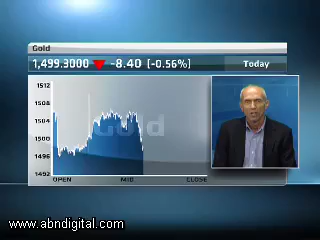 Gold
1,499.3000 -8.40 [-0.56%] Today
1512
1508
1504
1500
1496
1492
Gold
OPEN MID CLOSE
www.abndigital.com